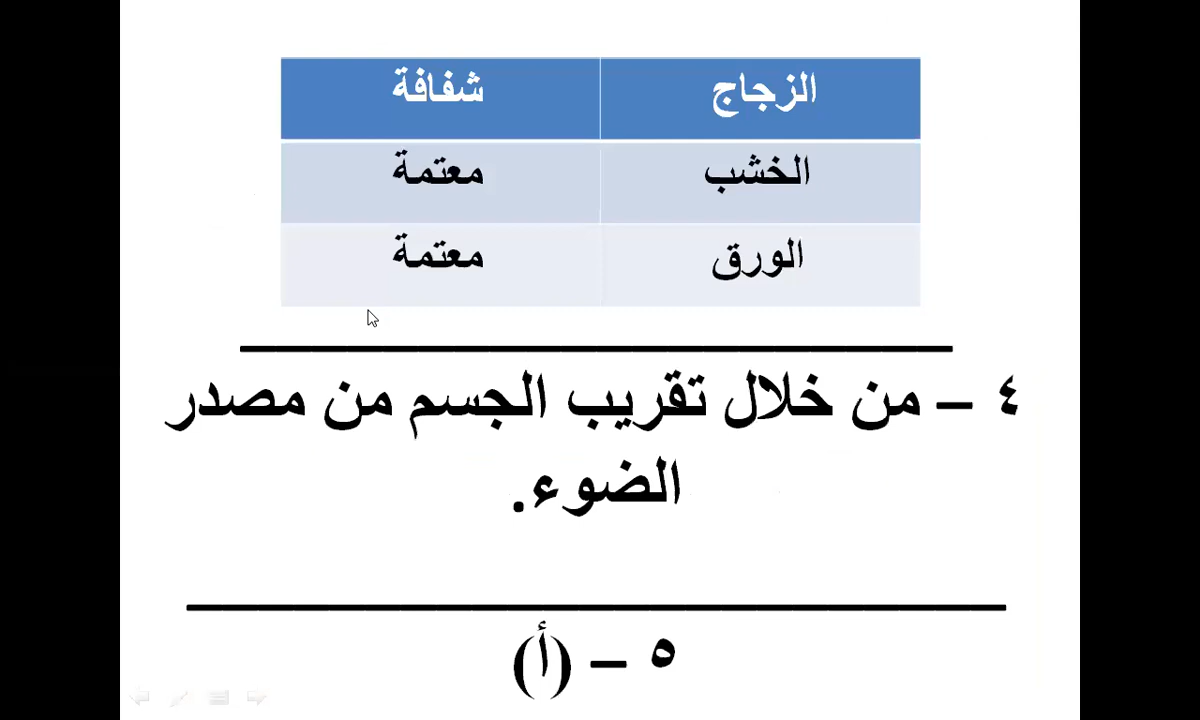 الزجاج شفافة
الخشب معتمة
الورق معتمة
٤ – من خلال تقريب الجسم من مصدر
الضوء.
٥ – (أ)